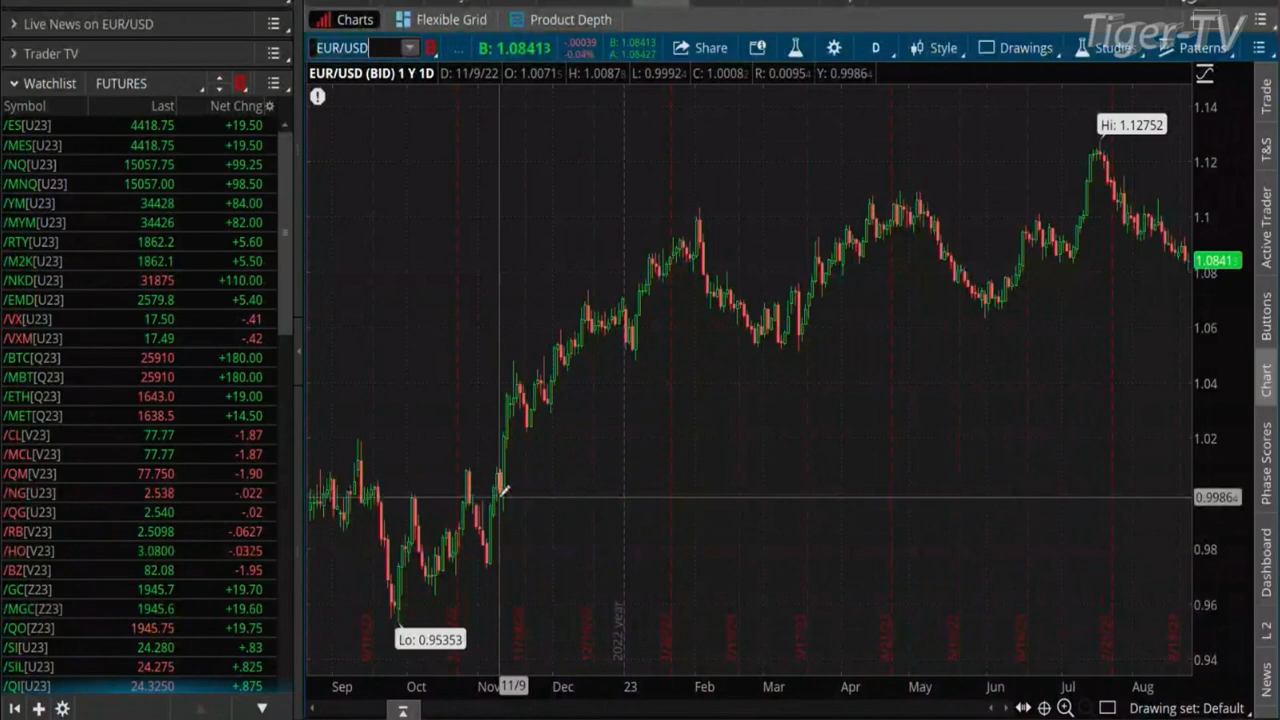 Live News on EUR/USD
Trader TV
Watchlist FUTURES
Symbol Last Net Chng
/ES[U23] 4418.75 +19.50
/MES[U23] 4418.75 +19.50
/NQ[U23] 15057.75 +99.25
/MNQ[U23] 15057.00 +98.50
/YM[U23] 34428 +84.00
/MYM[U23] 34426 +82.00
/RTY[U23] 1862.2 +5.60
/M2K[U23] 1862.1 +5.50
/NKD[U23] 31875 +110.00
/EMD[U23] 2579.8 +5.40
/VX[U23] 17.50 -.41
/VXM[U23] 17.49 -.42
/BTC[Q23] 25910 +180.00
/MBT[Q23] 25910 +180.00
/ETH[Q23] 1643.0 +19.00
/MET[Q23] 1638.5 +14.50
/CL[V23] 77.77 -1.87
/MCL[V23] 77.77 -1.87
/QM[V23] 77.750 -1.90
/NG[U23] 2.538 -.022
/QG[U23] 2.540 -.02
/RB[V23] 2.5098 -.0627
/HO[V23] 3.0800 -.0325
/BZ[V23] 82.08 -1.95
/GC[Z23] 1945.7 +19.70
/MGC[Z23] 1945.6 +19.60
/QO[Z23] 1945.75 +19.75
/SI[U23] 24.280 +.83
/SIL[U23] 24.275 +.825
/QI[U23] 24.3250 +.875
Charts Flexible Grid Product Depth
Tiger-TV
EUR/USD ... B: 1.08413 -.00039 -0.04% B: 1.08413 A: 1.08427 Share D Style Drawings Studies Patterns
EUR/USD (BID) 1 Y 1D D: 11/9/22 O: 1.00715 H: 1.00878 L: 0.99924 C: 1.00082 R: 0.00954 Y: 0.99864
Hi: 1.12752
Lo: 0.95353
1.14
1.12
1.1
1.08413
1.08
1.06
1.04
1.02
0.99864
0.98
0.96
0.94
2022 year
Sep Oct Nov 11/9 Dec 23 Feb Mar Apr May Jun Jul Aug
Drawing set: Default
Trade
T&S
Active Trader
Buttons
Chart
Phase Scores
Dashboard
L 2
News